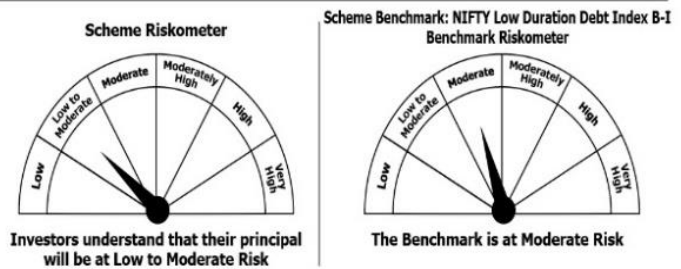 Scheme Riskometer
Low
Low to
Moderate
Moderate
Moderately
High
High
Very
High
Investors understand that their principal
will be at Low to Moderate Risk
Scheme Benchmark: NIFTY Low Duration Debt Index B-I
Benchmark Riskometer
Low
Low to
Moderate
Moderate
Moderately
High
High
Very
High
The Benchmark is at Moderate Risk